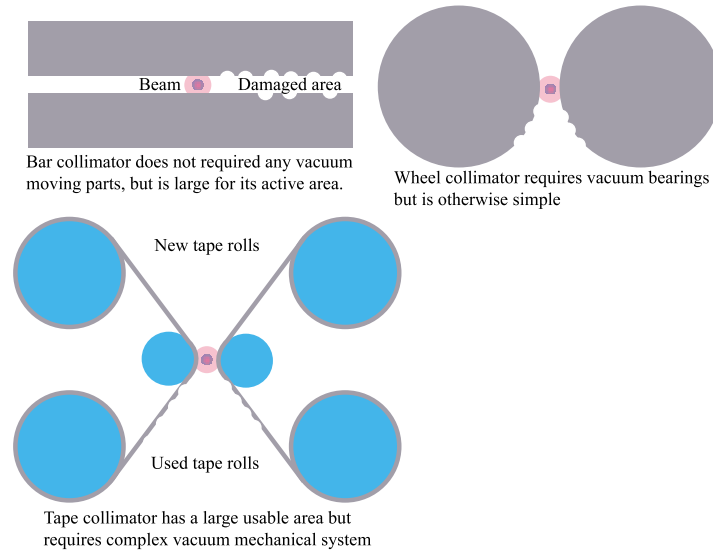 Beam
Damaged area
Bar collimator does not required any vacuum
moving parts, but is large for its active area.
Wheel collimator requires vacuum bearings
but is otherwise simple
New tape rolls
Used tape rolls
Tape collimator has a large usable area but
requires complex vacuum mechanical system